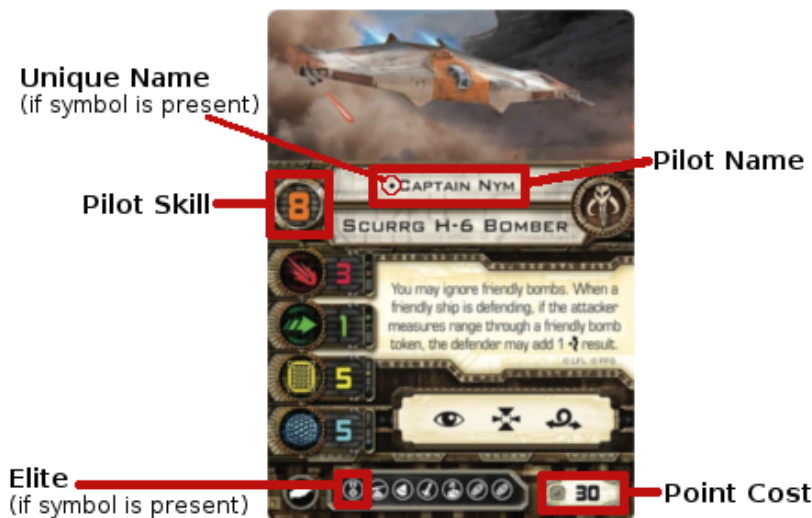 Unique Name
(if symbol is present)
Pilot Name
•CAPTAIN NYM
Pilot Skill
8
SCURRG H-6 BOMBER
3
You may ignore friendly bombs. When a
friendly ship is defending, if the attacker
measures range through a friendly bomb
token, the defender may add 1 result.
©LFL ©FFG
1
5
5
Elite
(if symbol is present)
30
Point Cost